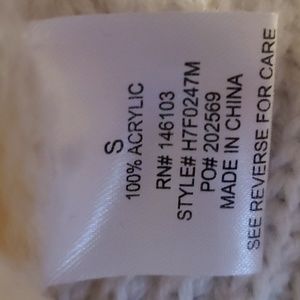 S
100% ACRYLIC
RN# 146103
STYLE# H7F0247M
PO# 202569
MADE IN CHINA
SEE REVERSE FOR CARE